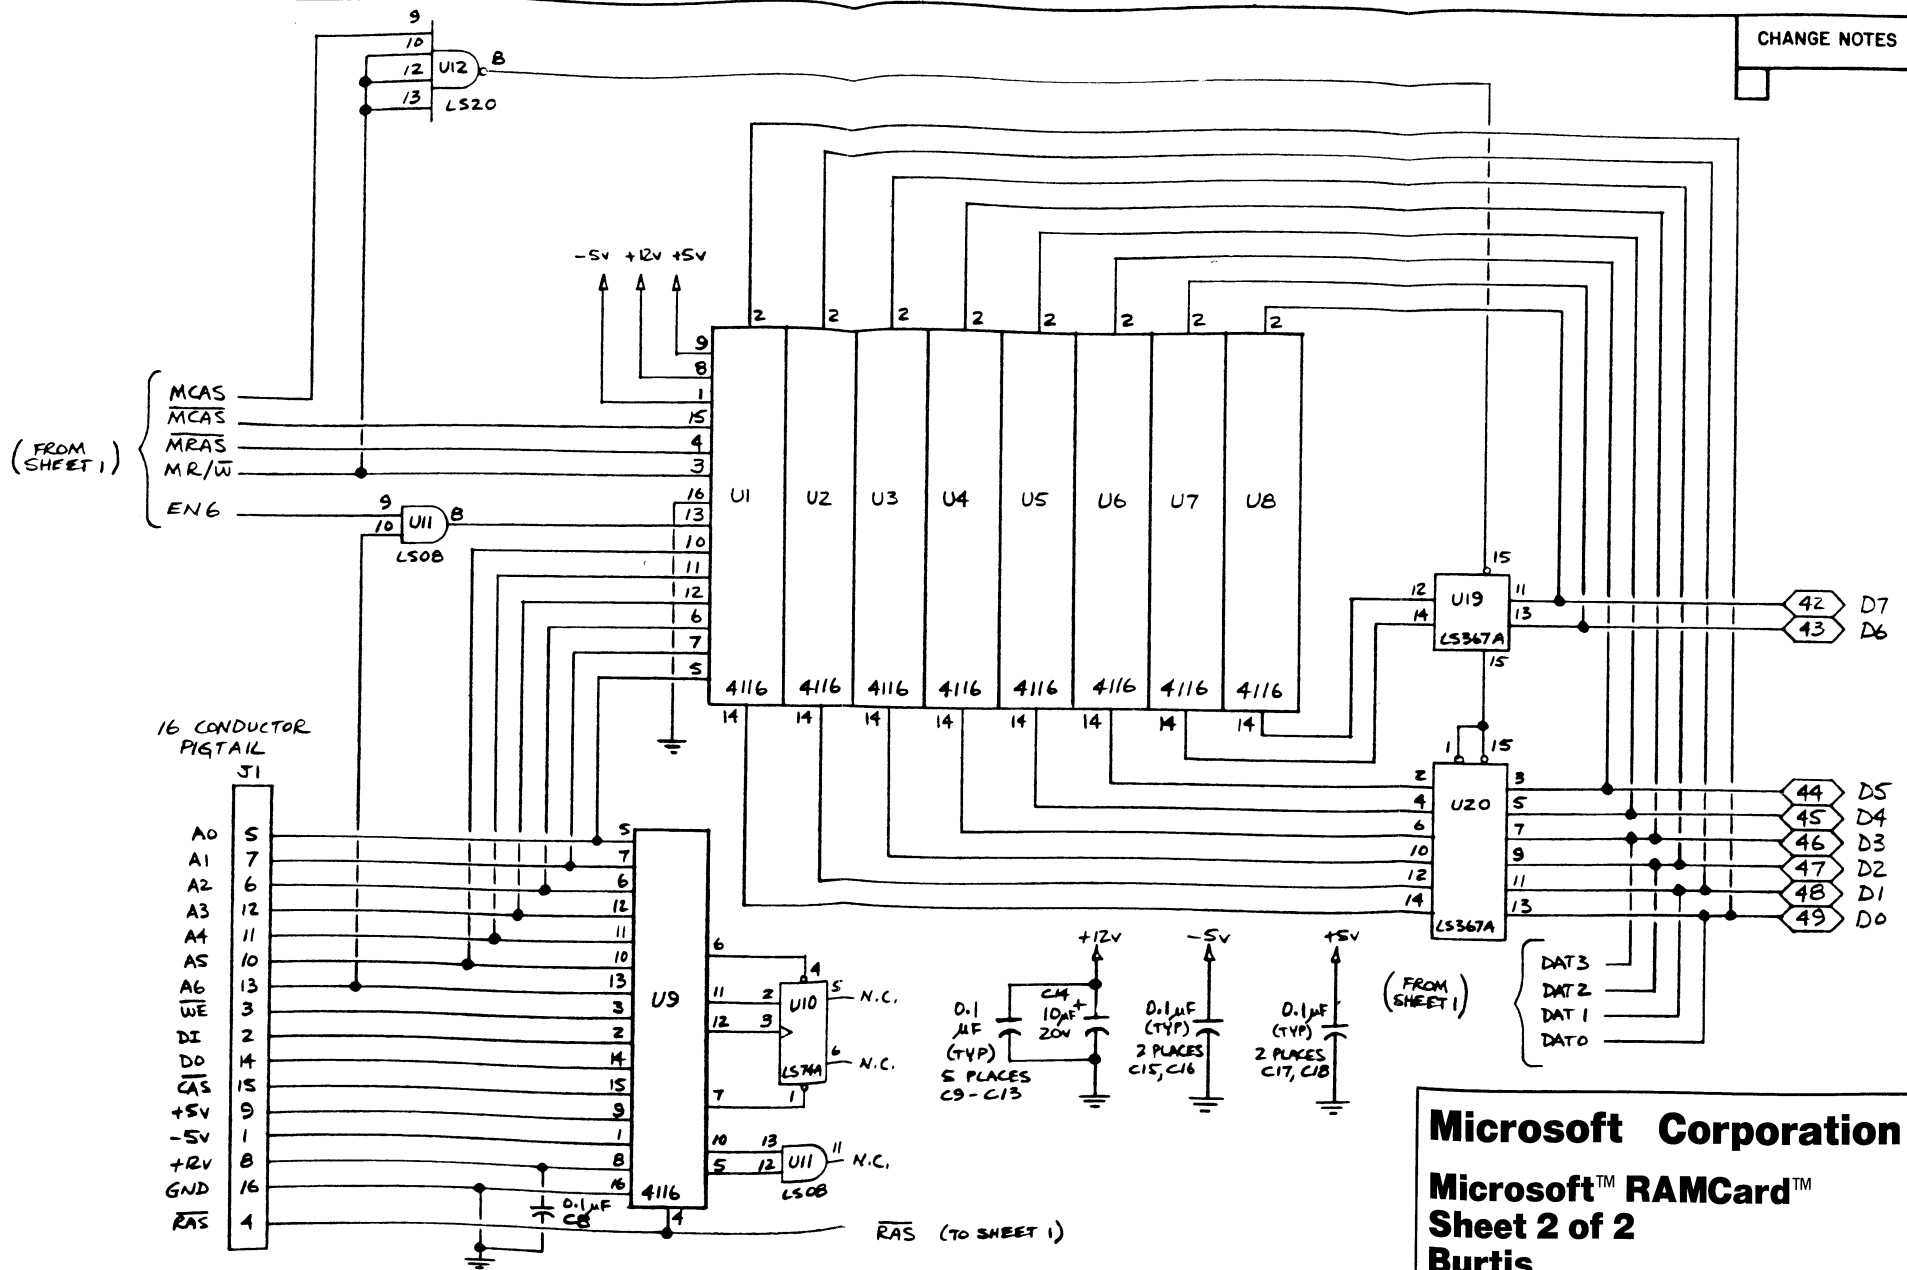 CHANGE NOTES
9
10
12
13
U12
8
LS20
-5V +12V +5V
2 2 2 2 2 2 2 2
9
8
1
15
4
3
16
13
10
11
12
6
7
5
(FROM SHEET 1)
MCAS
M̅C̅A̅S̅
M̅R̅A̅S̅
MR/W̅
EN6
9
10
U11
8
LS08
U1 U2 U3 U4 U5 U6 U7 U8
4116 4116 4116 4116 4116 4116 4116 4116
14 14 14 14 14 14 14 14
15
12
14
U19
LS367A
11
13
15
42 D7
43 D6
1
15
2
4
6
10
12
14
U20
LS367A
3
5
7
9
11
13
44 D5
45 D4
46 D3
47 D2
48 D1
49 D0
(FROM SHEET 1)
DAT3
DAT2
DAT1
DAT0
16 CONDUCTOR
PIGTAIL
J1
A0 5 5
A1 7 7
A2 6 6
A3 12 12
A4 11 11
A5 10 10
A6 13 13
W̅E̅ 3 3
DI 2 2
DO 14 14
C̅A̅S̅ 15 15
+5V 9 9
-5V 1 1
+12V 8 8
GND 16 16
R̅A̅S̅ 4
U9
4116
4
0.1µF
C8
R̅A̅S̅ (TO SHEET 1)
6
11
12
7
10
5
4
2
3
U10
LS74A
1
5 N.C.
6 N.C.
13
12
U11
LS08
11 N.C.
+12V
0.1
µF
(TYP)
5 PLACES
C9-C13
C14
10µF
+
20V
-5V
0.1µF
(TYP)
2 PLACES
C15, C16
+5V
0.1µF
(TYP)
2 PLACES
C17, C18
Microsoft Corporation
Microsoft™ RAMCard™
Sheet 2 of 2
Burtis